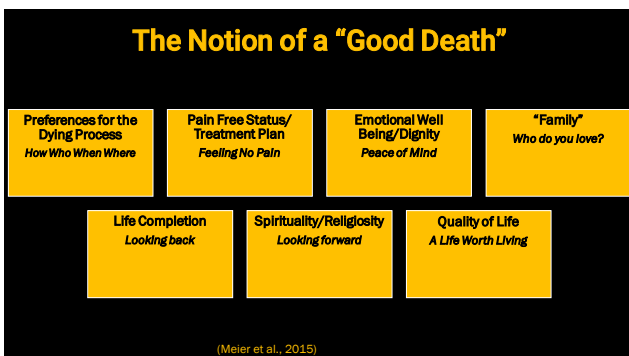 The Notion of a “Good Death”
Preferences for the
Dying Process
How Who When Where
Pain Free Status/
Treatment Plan
Feeling No Pain
Emotional Well
Being/Dignity
Peace of Mind
“Family”
Who do you love?
Life Completion
Looking back
Spirituality/Religiosity
Looking forward
Quality of Life
A Life Worth Living
(Meier et al., 2015)